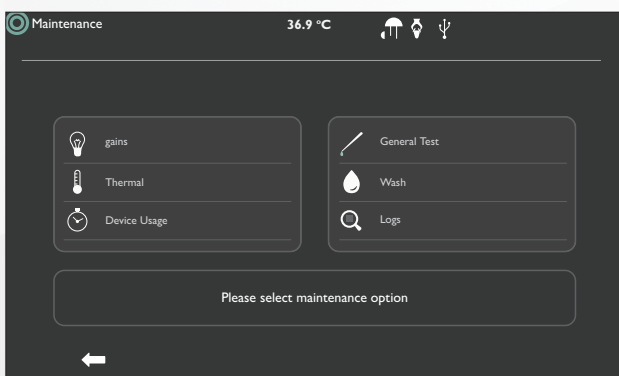 Maintenance
36.9 °C
gains
Thermal
Device Usage
General Test
Wash
Logs
Please select maintenance option